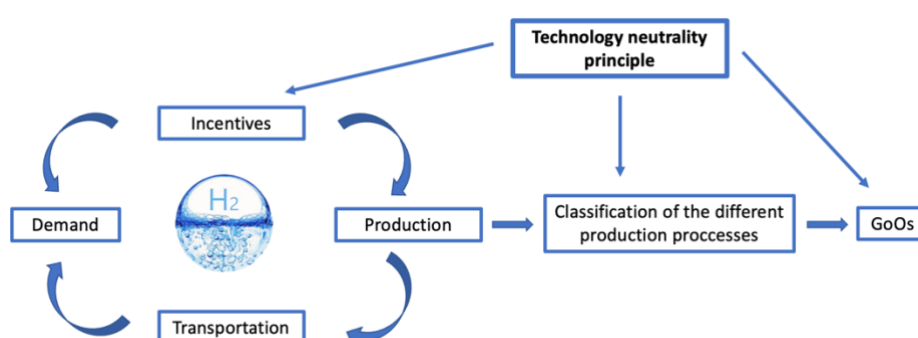 Technology neutrality
principle
Incentives
H2
Demand
Production
Classification of the different
production proccesses
GoOs
Transportation